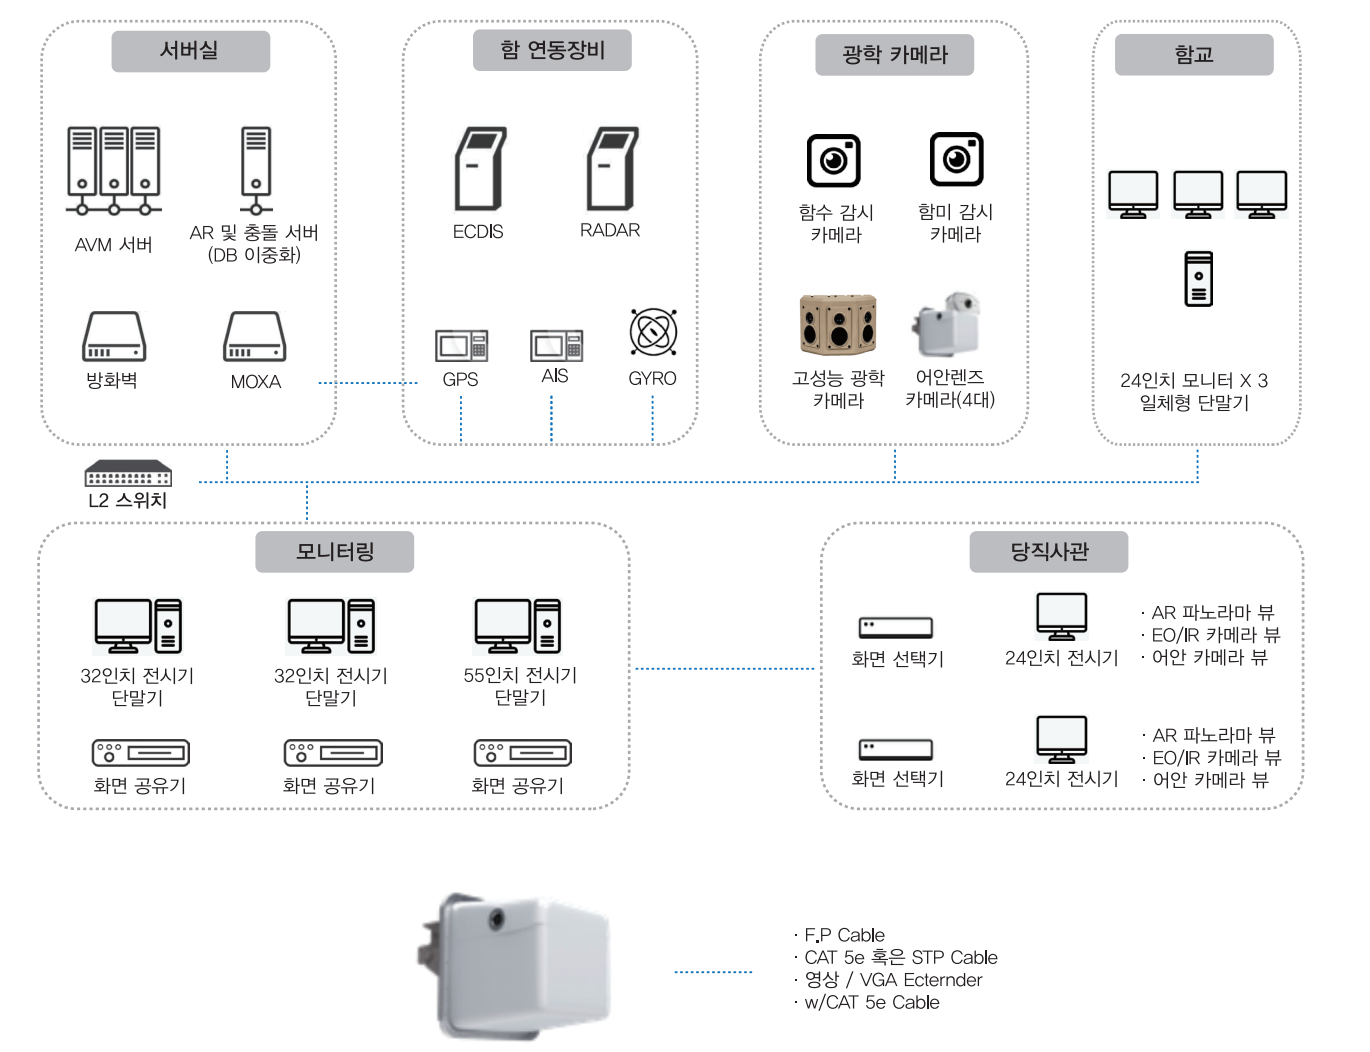 서버실
AVM 서버
AR 및 충돌 서버
(DB 이중화)
방화벽
MOXA
함 연동장비
ECDIS
RADAR
GPS
AIS
GYRO
광학 카메라
함수 감시
카메라
함미 감시
카메라
고성능 광학
카메라
어안렌즈
카메라(4대)
함교
24인치 모니터 X 3
일체형 단말기
L2 스위치
모니터링
32인치 전시기
단말기
32인치 전시기
단말기
55인치 전시기
단말기
화면 공유기
화면 공유기
화면 공유기
당직사관
화면 선택기
24인치 전시기
· AR 파노라마 뷰
· EO/IR 카메라 뷰
· 어안 카메라 뷰
화면 선택기
24인치 전시기
· AR 파노라마 뷰
· EO/IR 카메라 뷰
· 어안 카메라 뷰
· F.P Cable
· CAT 5e 혹은 STP Cable
· 영상 / VGA Ecternder
· w/CAT 5e Cable